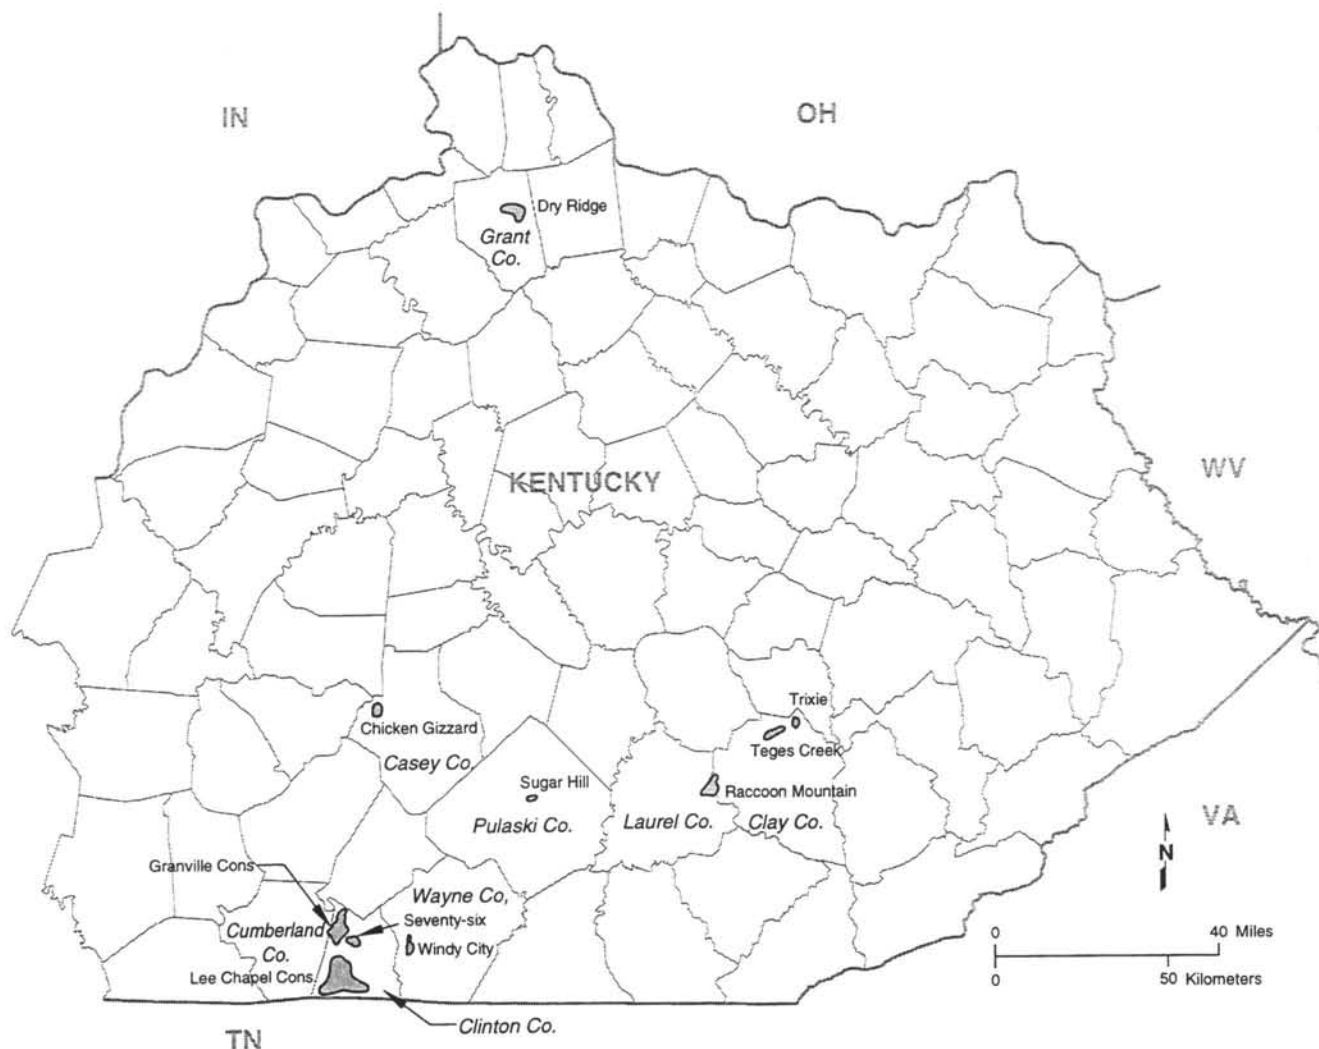 IN
OH
Dry Ridge
Grant
Co.
KENTUCKY
WV
Trixie
Chicken Gizzard
Teges Creek
Casey Co.
Sugar Hill
Raccoon Mountain
Pulaski Co.
Laurel Co.
Clay Co.
VA
N
Granville Cons
Wayne Co,
Seventy-six
Cumberland
Co.
Windy City
Lee Chapel Cons.
0 40 Miles
0 50 Kilometers
Clinton Co.
TN